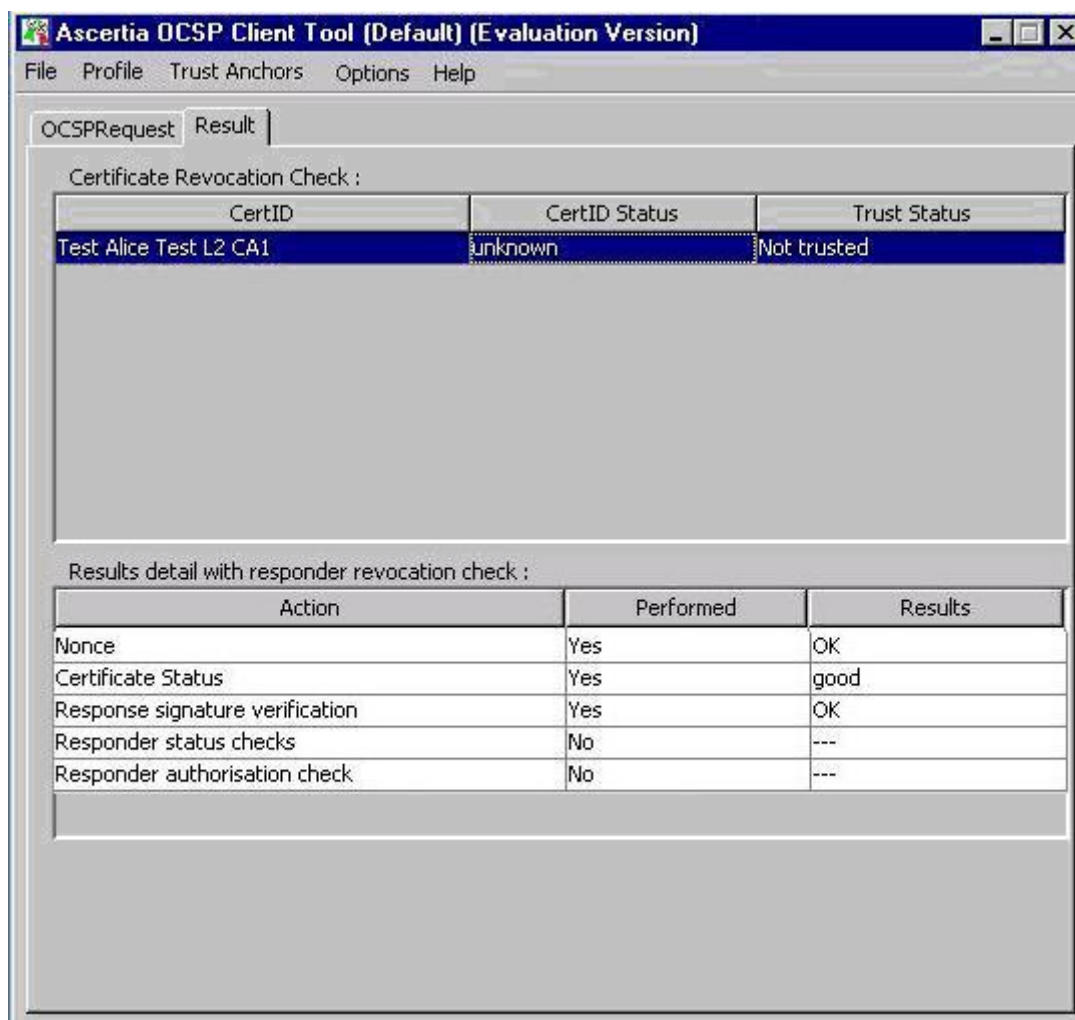 Ascertia OCSP Client Tool (Default) (Evaluation Version)
File Profile Trust Anchors Options Help
OCSPRequest Result
Certificate Revocation Check :
CertID CertID Status Trust Status
Test Alice Test L2 CA1 unknown Not trusted
Results detail with responder revocation check :
Action Performed Results
Nonce Yes OK
Certificate Status Yes good
Response signature verification Yes OK
Responder status checks No ---
Responder authorisation check No ---